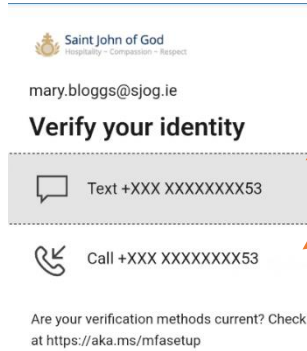 Saint John of God
Hospitality - Compassion - Respect
mary.bloggs@sjog.ie
Verify your identity
Text +XXX XXXXXXXX53
Call +XXX XXXXXXXX53
Are your verification methods current? Check
at https://aka.ms/mfasetup